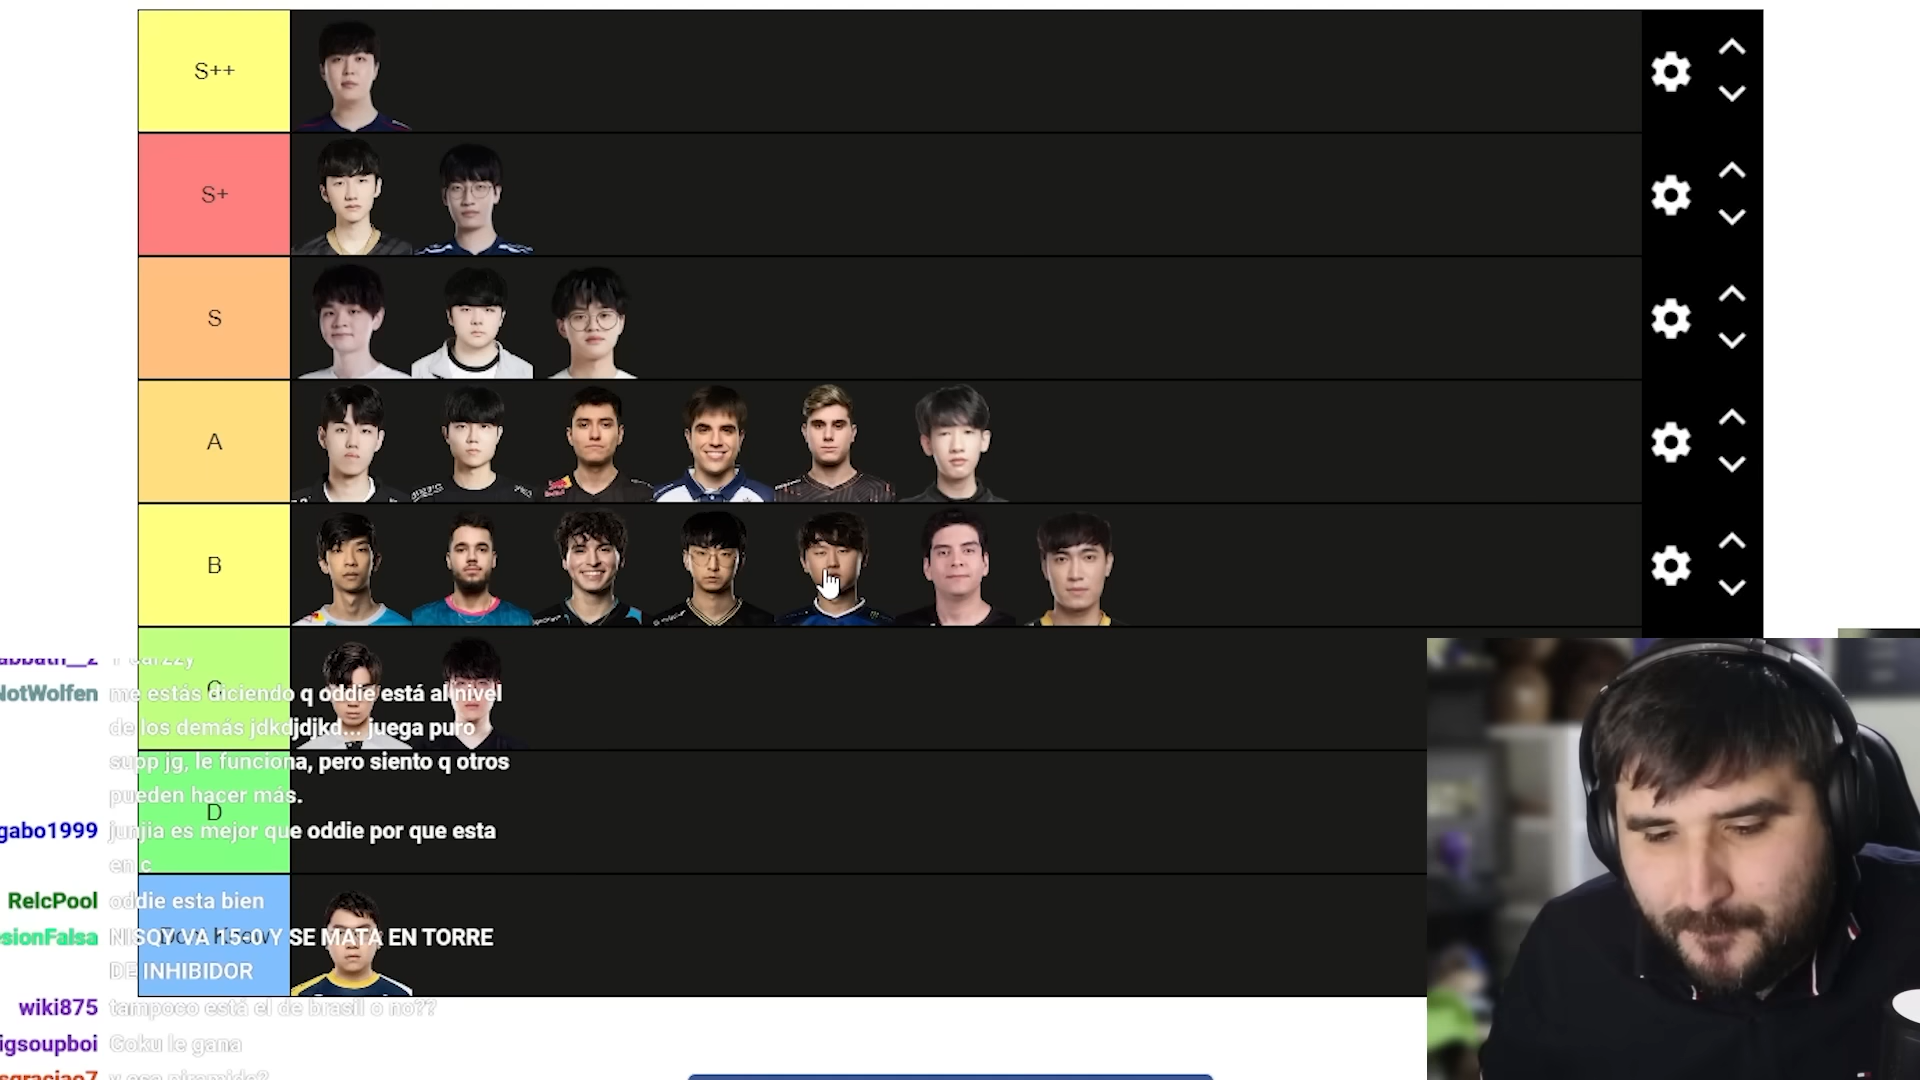 S++
S+
S
A
B
C
NotWolfen me estás diciendo q oddie está al nivel
de los demás jdkdjdjkd... juega puro
supp jg, le funciona, pero siento q otros
pueden hacer más.
D
gabo1999 junjia es mejor que oddie por que esta
en c
RelcPool oddie esta bien
sionFalsa NISQY VA 15-0 Y SE MATA EN TORRE
DE INHIBIDOR
wiki875 tampoco está el de brasil o no??
igsoupboi Goku le gana